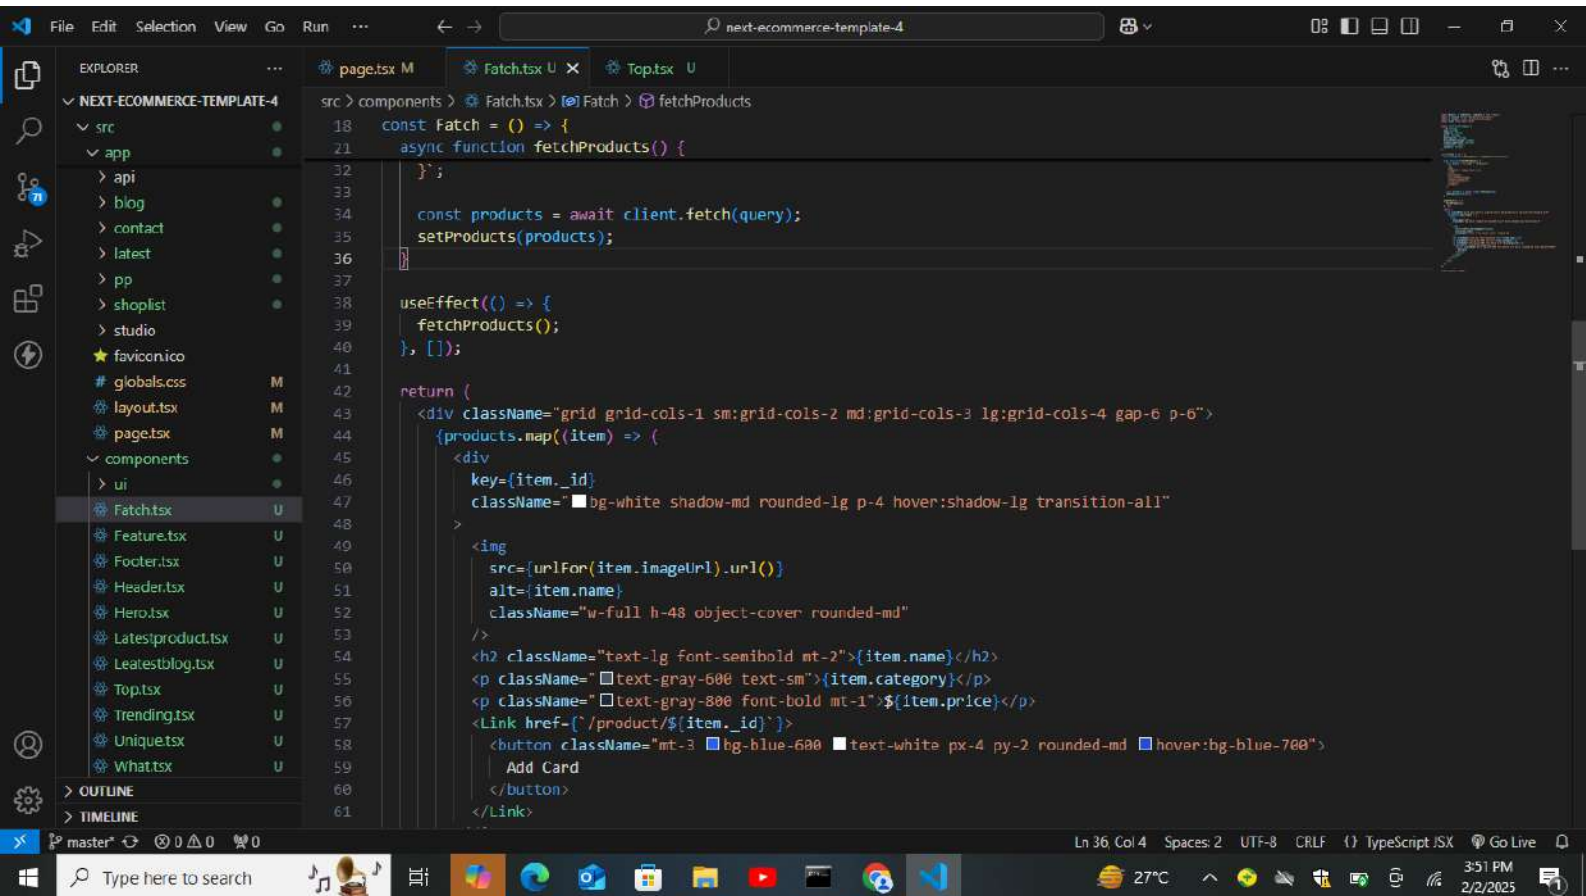 File Edit Selection View Go Run ··· next-ecommerce-template-4
EXPLORER ···
NEXT-ECOMMERCE-TEMPLATE-4
src
app
api
blog
contact
latest
pp
shoplist
studio
favicon.ico
# globals.css M
layout.tsx M
page.tsx M
components
ui
Fatch.tsx U
Feature.tsx U
Footer.tsx U
Header.tsx U
Hero.tsx U
Latestproduct.tsx U
Leatestblog.tsx U
Top.tsx U
Trending.tsx U
Unique.tsx U
What.tsx U
OUTLINE
TIMELINE
71
page.tsx M Fatch.tsx U Top.tsx U
src > components > Fatch.tsx > Fatch > fetchProducts
18 const Fatch = () => {
21 async function fetchProducts() {
32 }`;
33
34 const products = await client.fetch(query);
35 setProducts(products);
36 }
37
38 useEffect(() => {
39 fetchProducts();
40 }, []);
41
42 return (
43 <div className="grid grid-cols-1 sm:grid-cols-2 md:grid-cols-3 lg:grid-cols-4 gap-6 p-6">
44 {products.map((item) => (
45 <div
46 key={item._id}
47 className="bg-white shadow-md rounded-lg p-4 hover:shadow-lg transition-all"
48 >
49 <img
50 src={urlFor(item.imageUrl).url()}
51 alt={item.name}
52 className="w-full h-48 object-cover rounded-md"
53 />
54 <h2 className="text-lg font-semibold mt-2">{item.name}</h2>
55 <p className="text-gray-600 text-sm">{item.category}</p>
56 <p className="text-gray-800 font-bold mt-1">${item.price}</p>
57 <Link href={`/product/${item._id}`}>
58 <button className="mt-3 bg-blue-600 text-white px-4 py-2 rounded-md hover:bg-blue-700">
59 Add Card
60 </button>
61 </Link>
master* 0 0 0 Ln 36, Col 4 Spaces: 2 UTF-8 CRLF {} TypeScript JSX Go Live
Type here to search 27°C 3:51 PM
2/2/2025
1